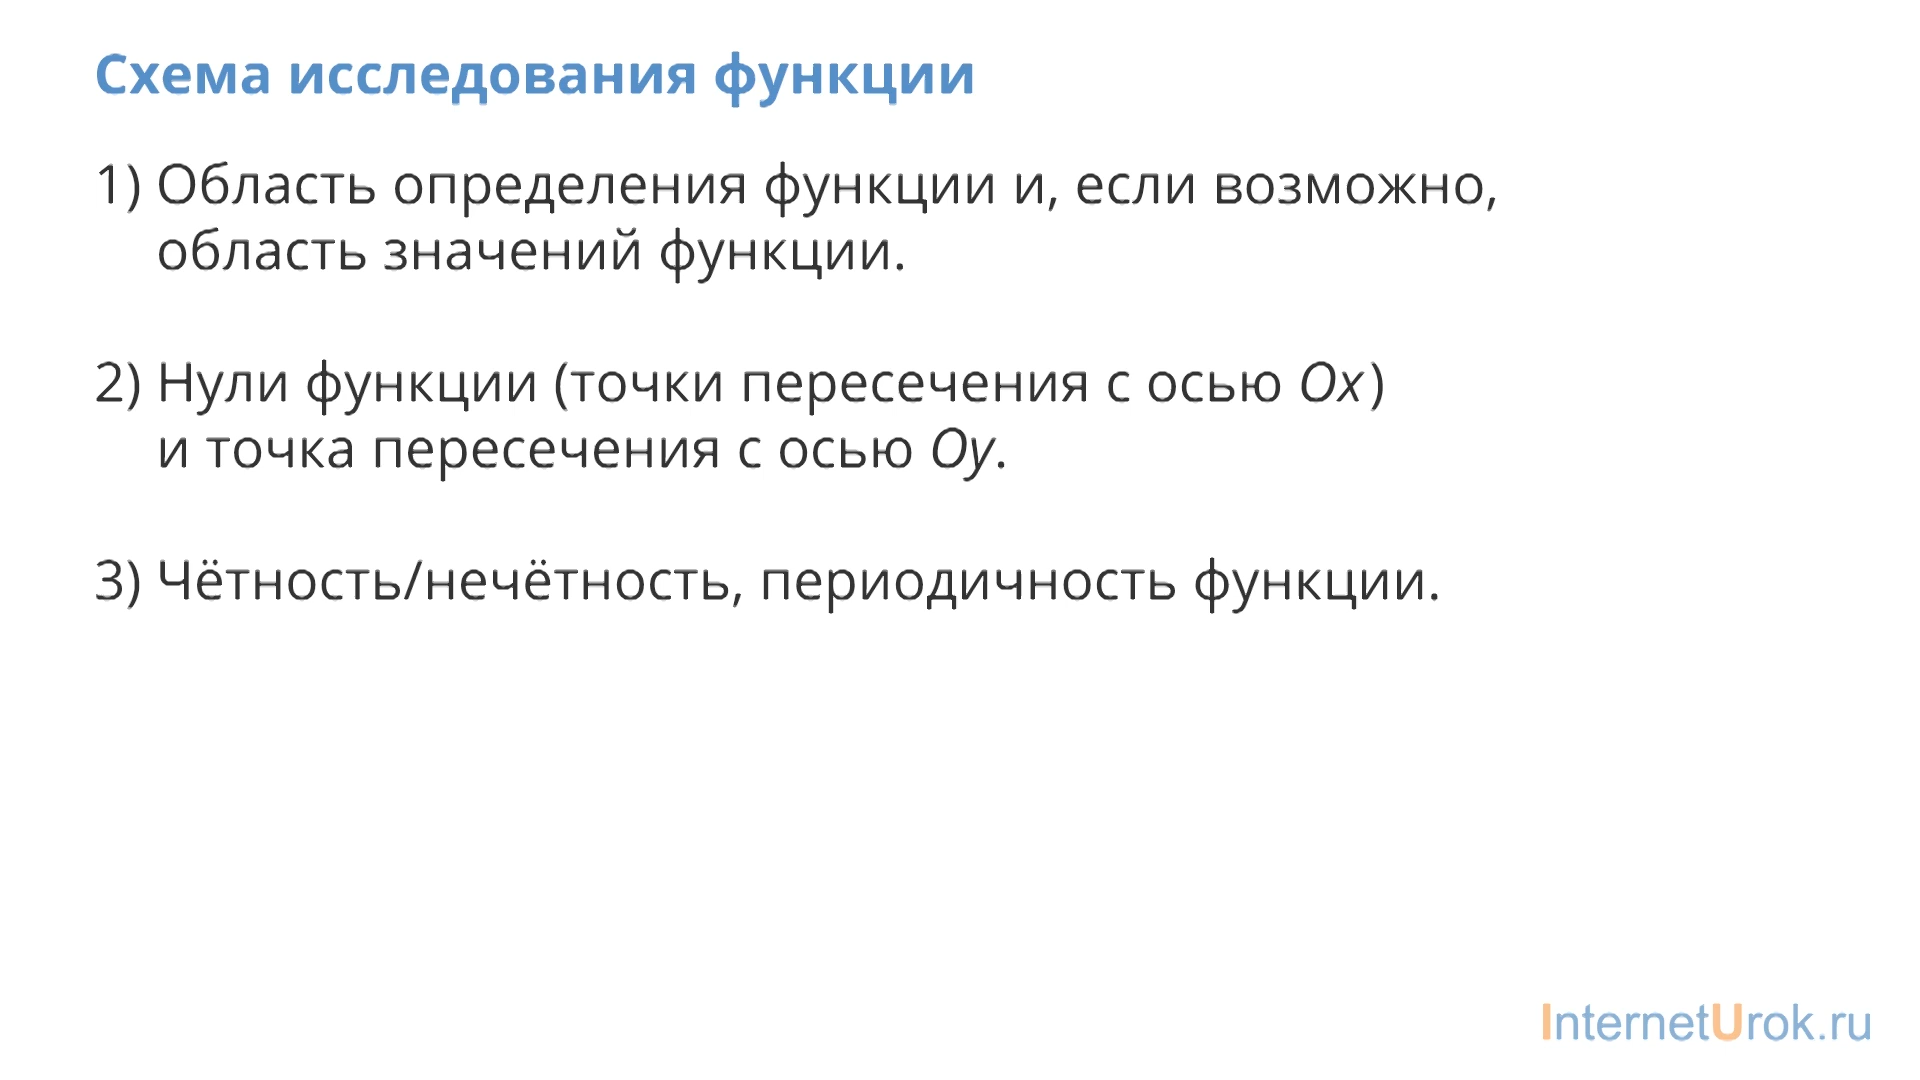 Схема исследования функции
1) Область определения функции и, если возможно,
область значений функции.
2) Нули функции (точки пересечения с осью Ox)
и точка пересечения с осью Oy.
3) Чётность/нечётность, периодичность функции.
InternetUrok.ru